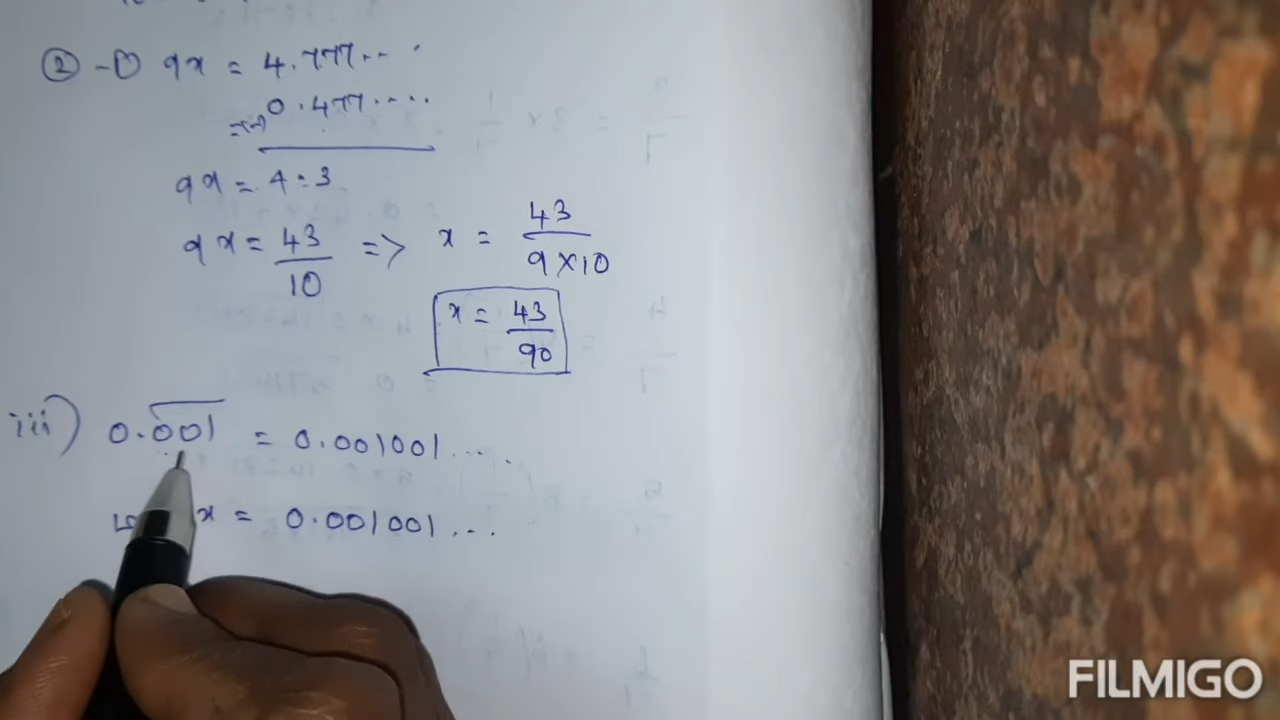 ② - ① 9x = 4.777...
0.477....
9x = 4.3
9x = 43/10 => x = 43/9×10
x = 43/90
iii) 0.001̅ = 0.001001....
x = 0.001001...
FILMIGO